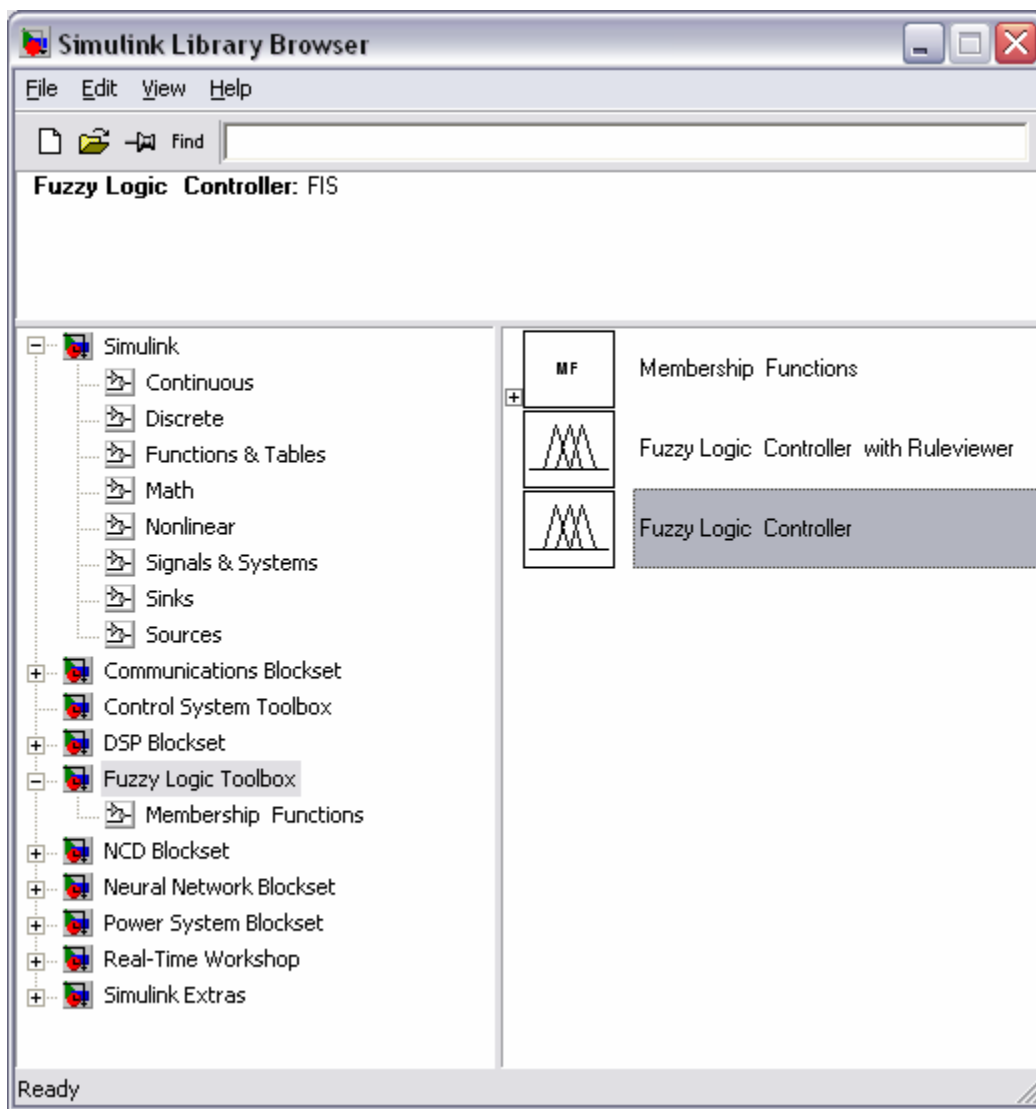 Simulink Library Browser
File Edit View Help
Find
Fuzzy Logic Controller: FIS
Simulink
Continuous
Discrete
Functions & Tables
Math
Nonlinear
Signals & Systems
Sinks
Sources
Communications Blockset
Control System Toolbox
DSP Blockset
Fuzzy Logic Toolbox
Membership Functions
NCD Blockset
Neural Network Blockset
Power System Blockset
Real-Time Workshop
Simulink Extras
MF Membership Functions
Fuzzy Logic Controller with Ruleviewer
Fuzzy Logic Controller
Ready